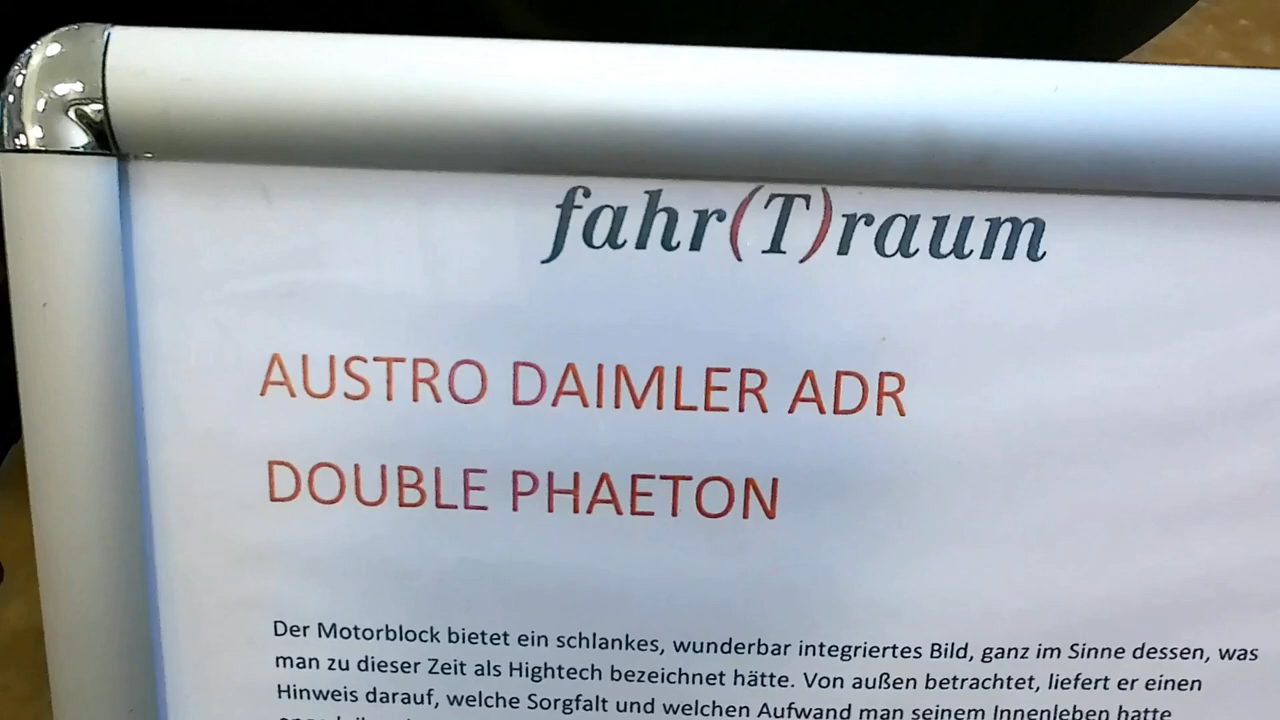 fahr(T)raum
AUSTRO DAIMLER ADR
DOUBLE PHAETON
Der Motorblock bietet ein schlankes, wunderbar integriertes Bild, ganz im Sinne dessen, was
man zu dieser Zeit als Hightech bezeichnet hätte. Von außen betrachtet, liefert er einen
Hinweis darauf, welche Sorgfalt und welchen Aufwand man seinem Innenleben hatte